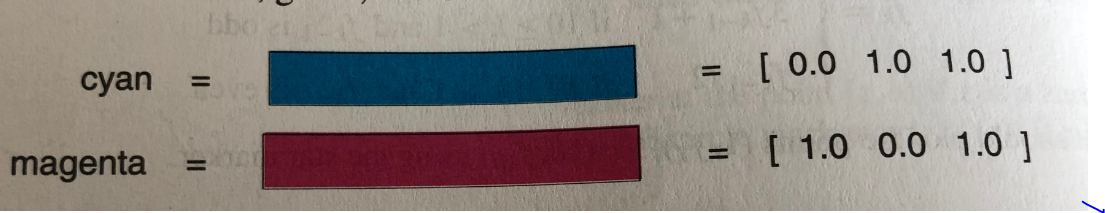 cyan = = [ 0.0 1.0 1.0 ]
magenta = = [ 1.0 0.0 1.0 ]